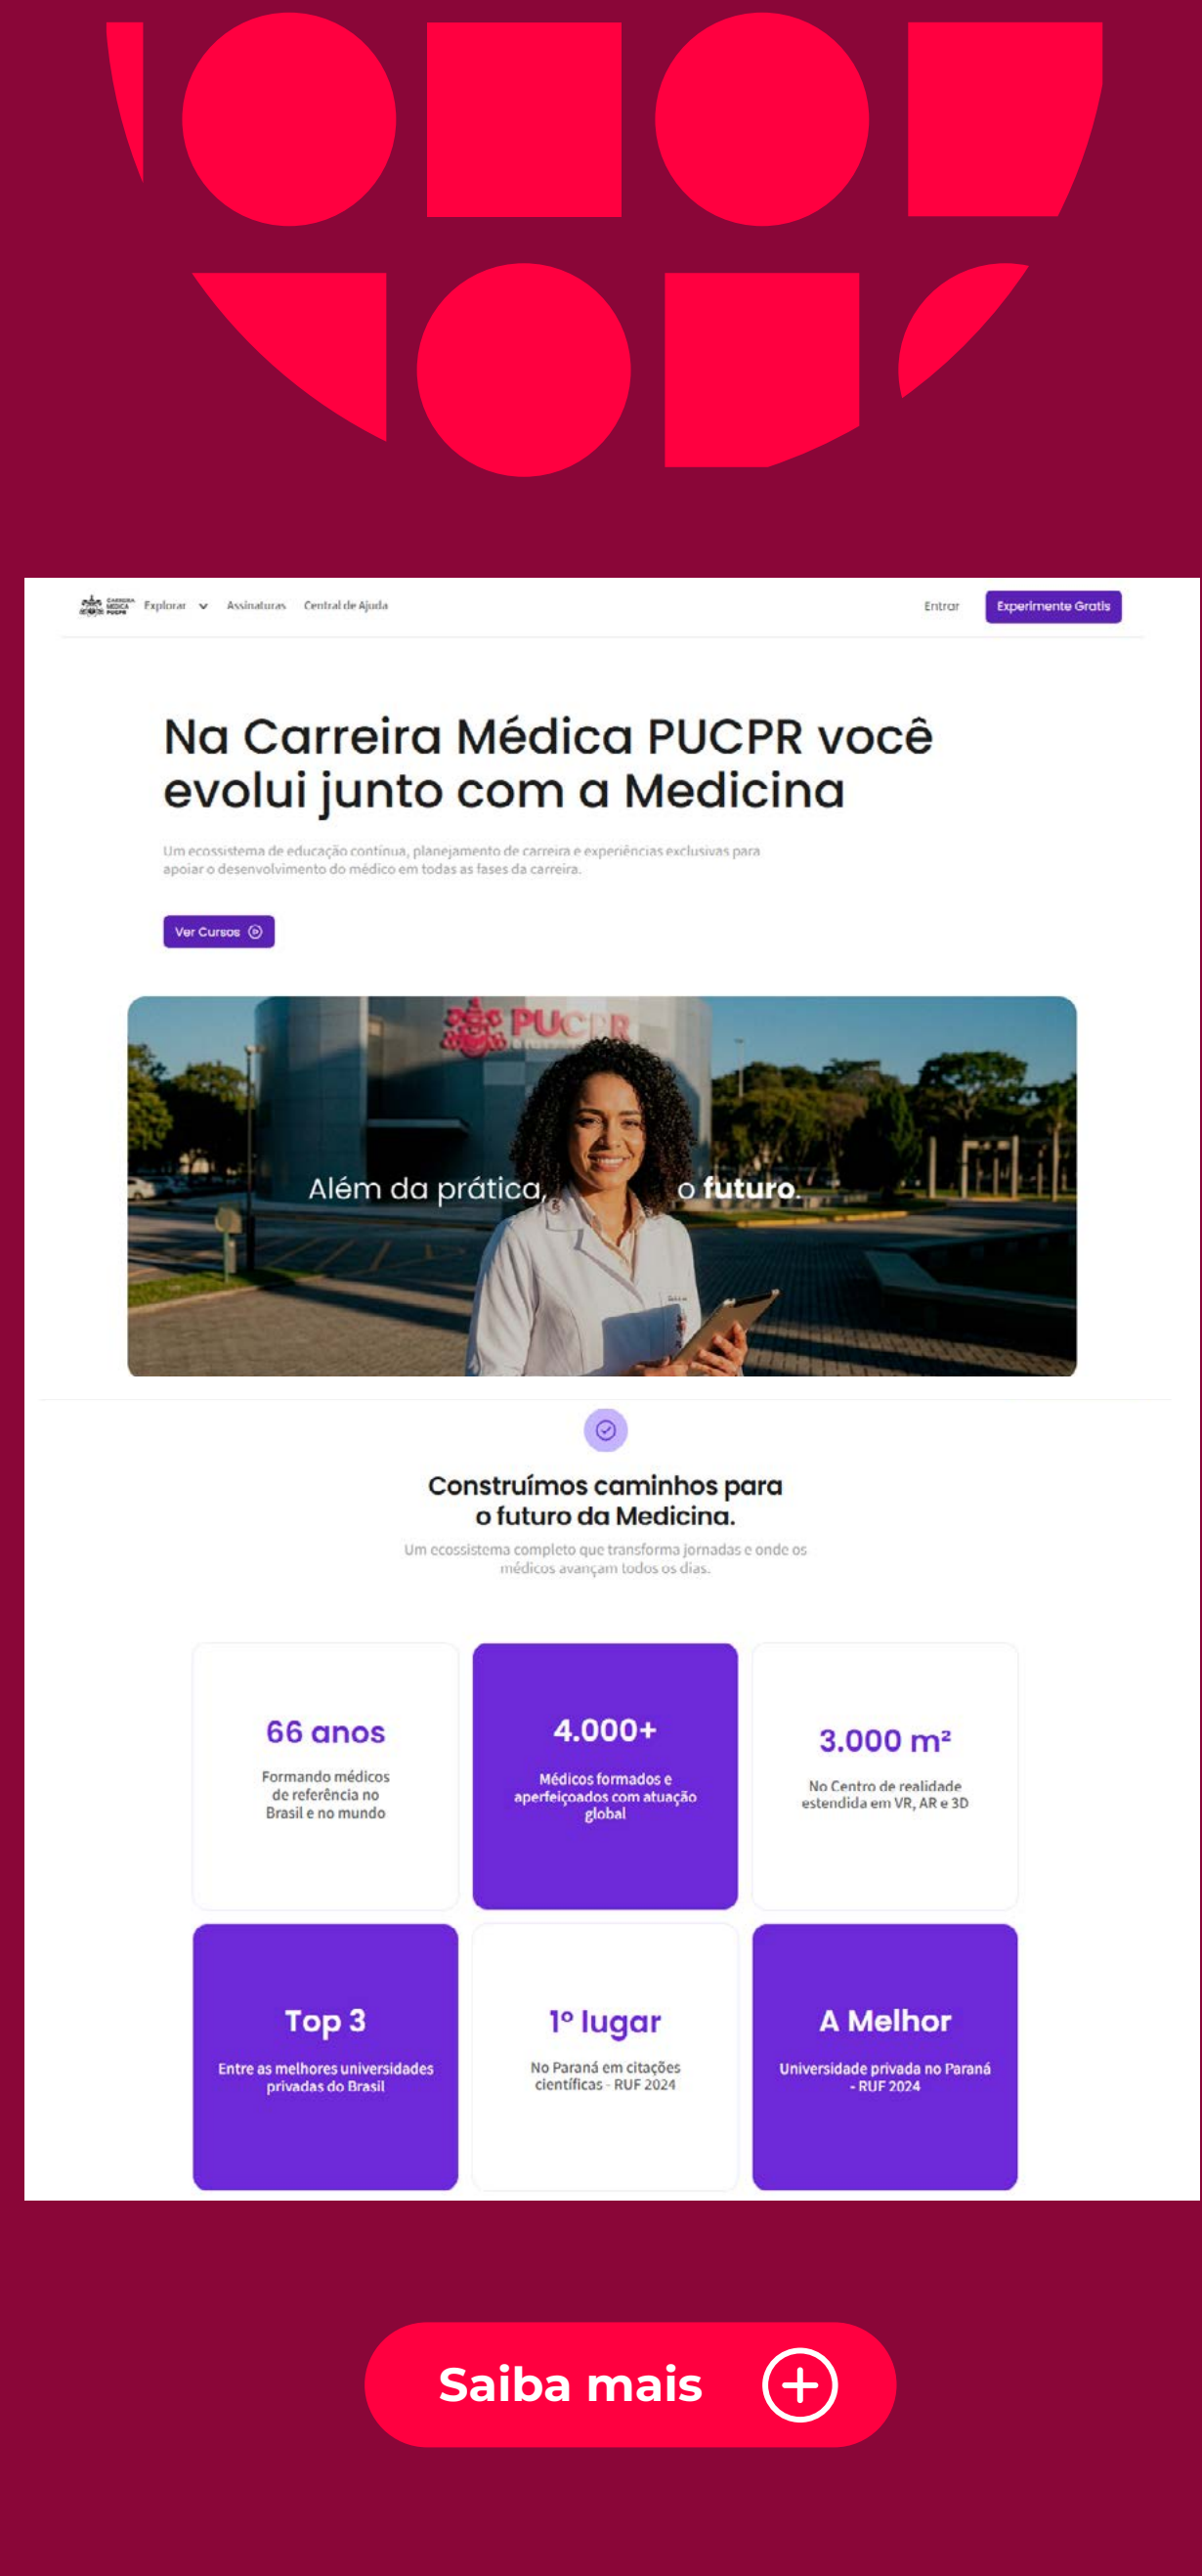 CARREIRA
MÉDICA
PUCPR
Explorar
Assinaturas
Central de Ajuda
Entrar
Experimente Gratis
Na Carreira Médica PUCPR você
evolui junto com a Medicina
Um ecossistema de educação contínua, planejamento de carreira e experiências exclusivas para
apoiar o desenvolvimento do médico em todas as fases da carreira.
Ver Cursos
PUCPR
Além da prática,
o futuro.
Construímos caminhos para
o futuro da Medicina.
Um ecossistema completo que transforma jornadas e onde os
médicos avançam todos os dias.
66 anos
Formando médicos
de referência no
Brasil e no mundo
4.000+
Médicos formados e
aperfeiçoados com atuação
global
3.000 m²
No Centro de realidade
estendida em VR, AR e 3D
Top 3
Entre as melhores universidades
privadas do Brasil
1º lugar
No Paraná em citações
científicas - RUF 2024
A Melhor
Universidade privada no Paraná
- RUF 2024
Saiba mais